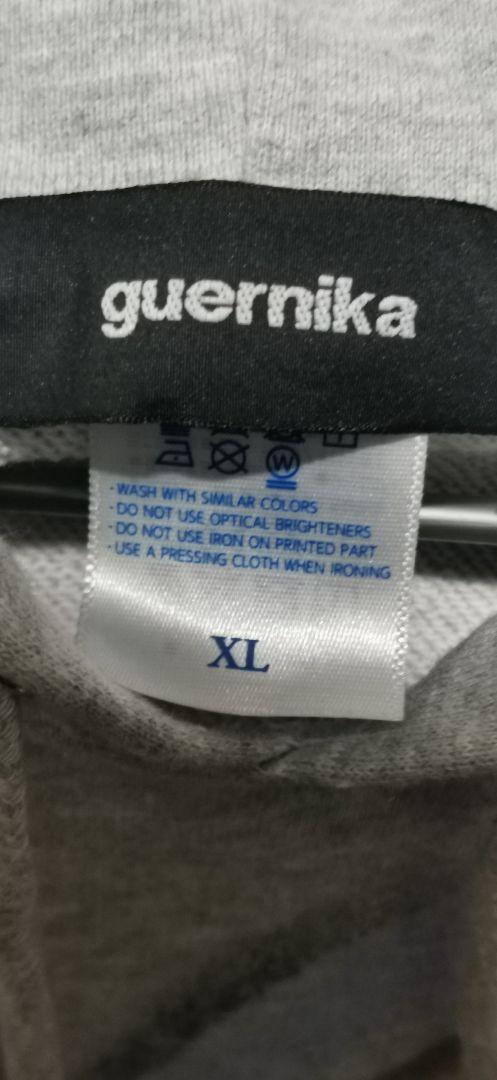 guernika
W
· WASH WITH SIMILAR COLORS
· DO NOT USE OPTICAL BRIGHTENERS
· DO NOT USE IRON ON PRINTED PART
· USE A PRESSING CLOTH WHEN IRONING
XL